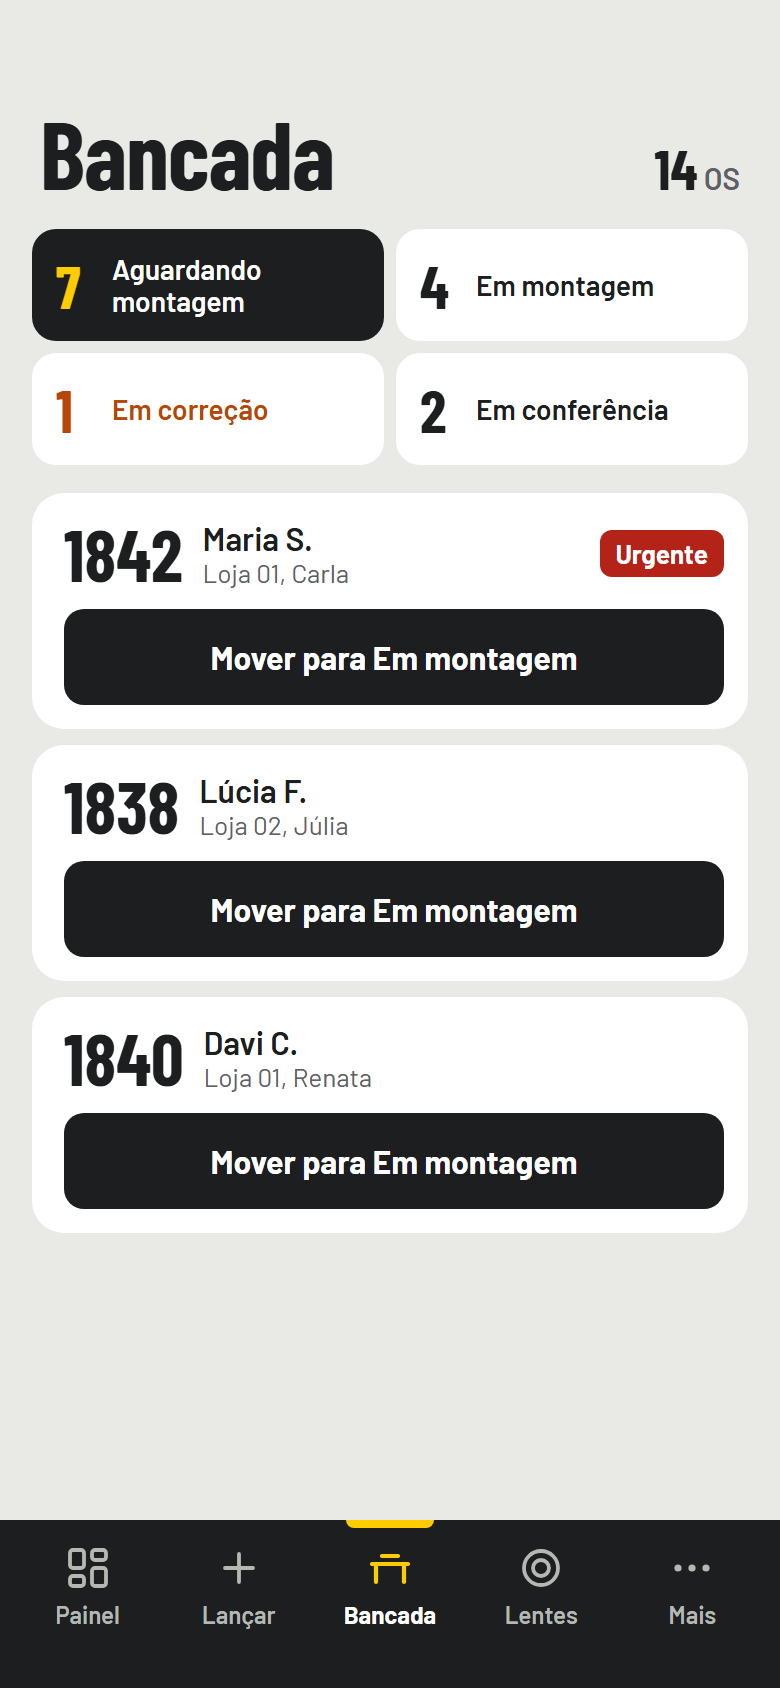 Bancada
14 OS
7 Aguardando
montagem
4 Em montagem
1 Em correção
2 Em conferência
1842 Maria S.
Loja 01, Carla
Urgente
Mover para Em montagem
1838 Lúcia F.
Loja 02, Júlia
Mover para Em montagem
1840 Davi C.
Loja 01, Renata
Mover para Em montagem
Painel
Lançar
Bancada
Lentes
Mais